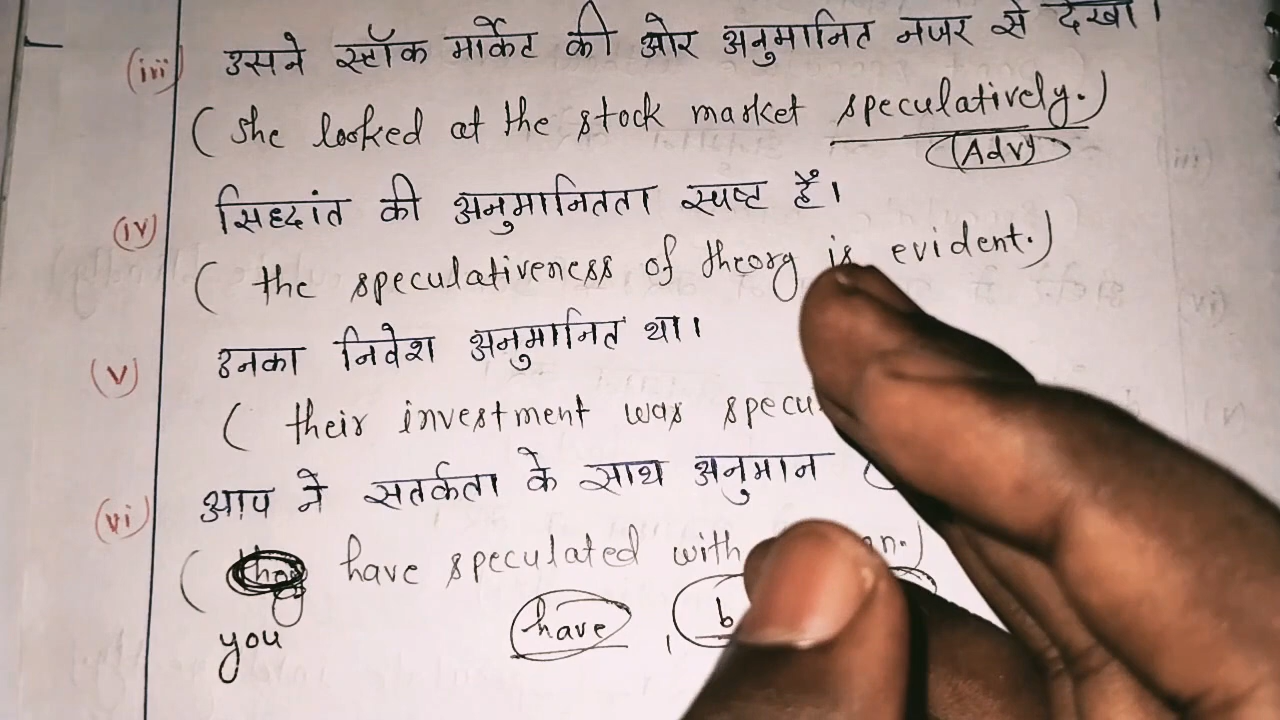 (iii) उसने स्टॉक मार्केट की ओर अनुमानित नजर से देखा।
( She looked at the stock market speculatively.)
(Adv)
(iv) सिध्दांत की अनुमानितता स्पष्ट है।
( the speculativeness of theory is evident.)
(v) उनका निवेश अनुमानित था।
( their investment was
(vi) आप ने सतर्कता के साथ अनुमान
( have speculated with
you have ,